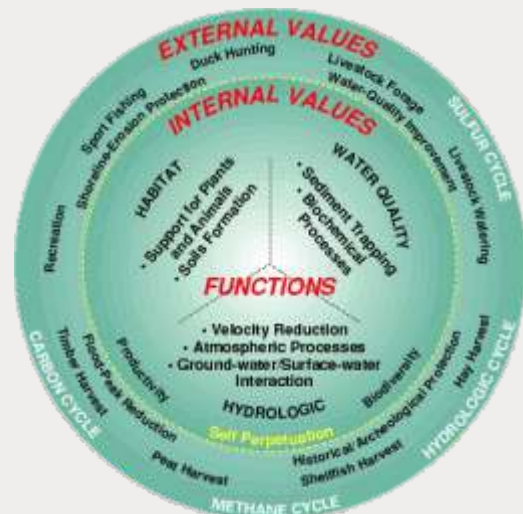 EXTERNAL VALUES
Duck Hunting
Livestock Forage
Sport Fishing
Shoreline-Erosion Protection
Water-Quality Improvement
SULFUR CYCLE
INTERNAL VALUES
HABITAT
• Support for Plants
and Animals
• Soils Formation
WATER QUALITY
• Sediment Trapping
• Biochemical
Processes
Livestock Watering
Recreation
FUNCTIONS
• Velocity Reduction
• Atmospheric Processes
• Ground-water/Surface-water
Interaction
HYDROLOGIC
CARBON CYCLE
Timber Harvest
Flood-Peak Reduction
Productivity
Self Perpetuation
Biodiversity
Historical/Archeological Protection
Hay Harvest
HYDROLOGIC CYCLE
Peat Harvest
Shellfish Harvest
METHANE CYCLE